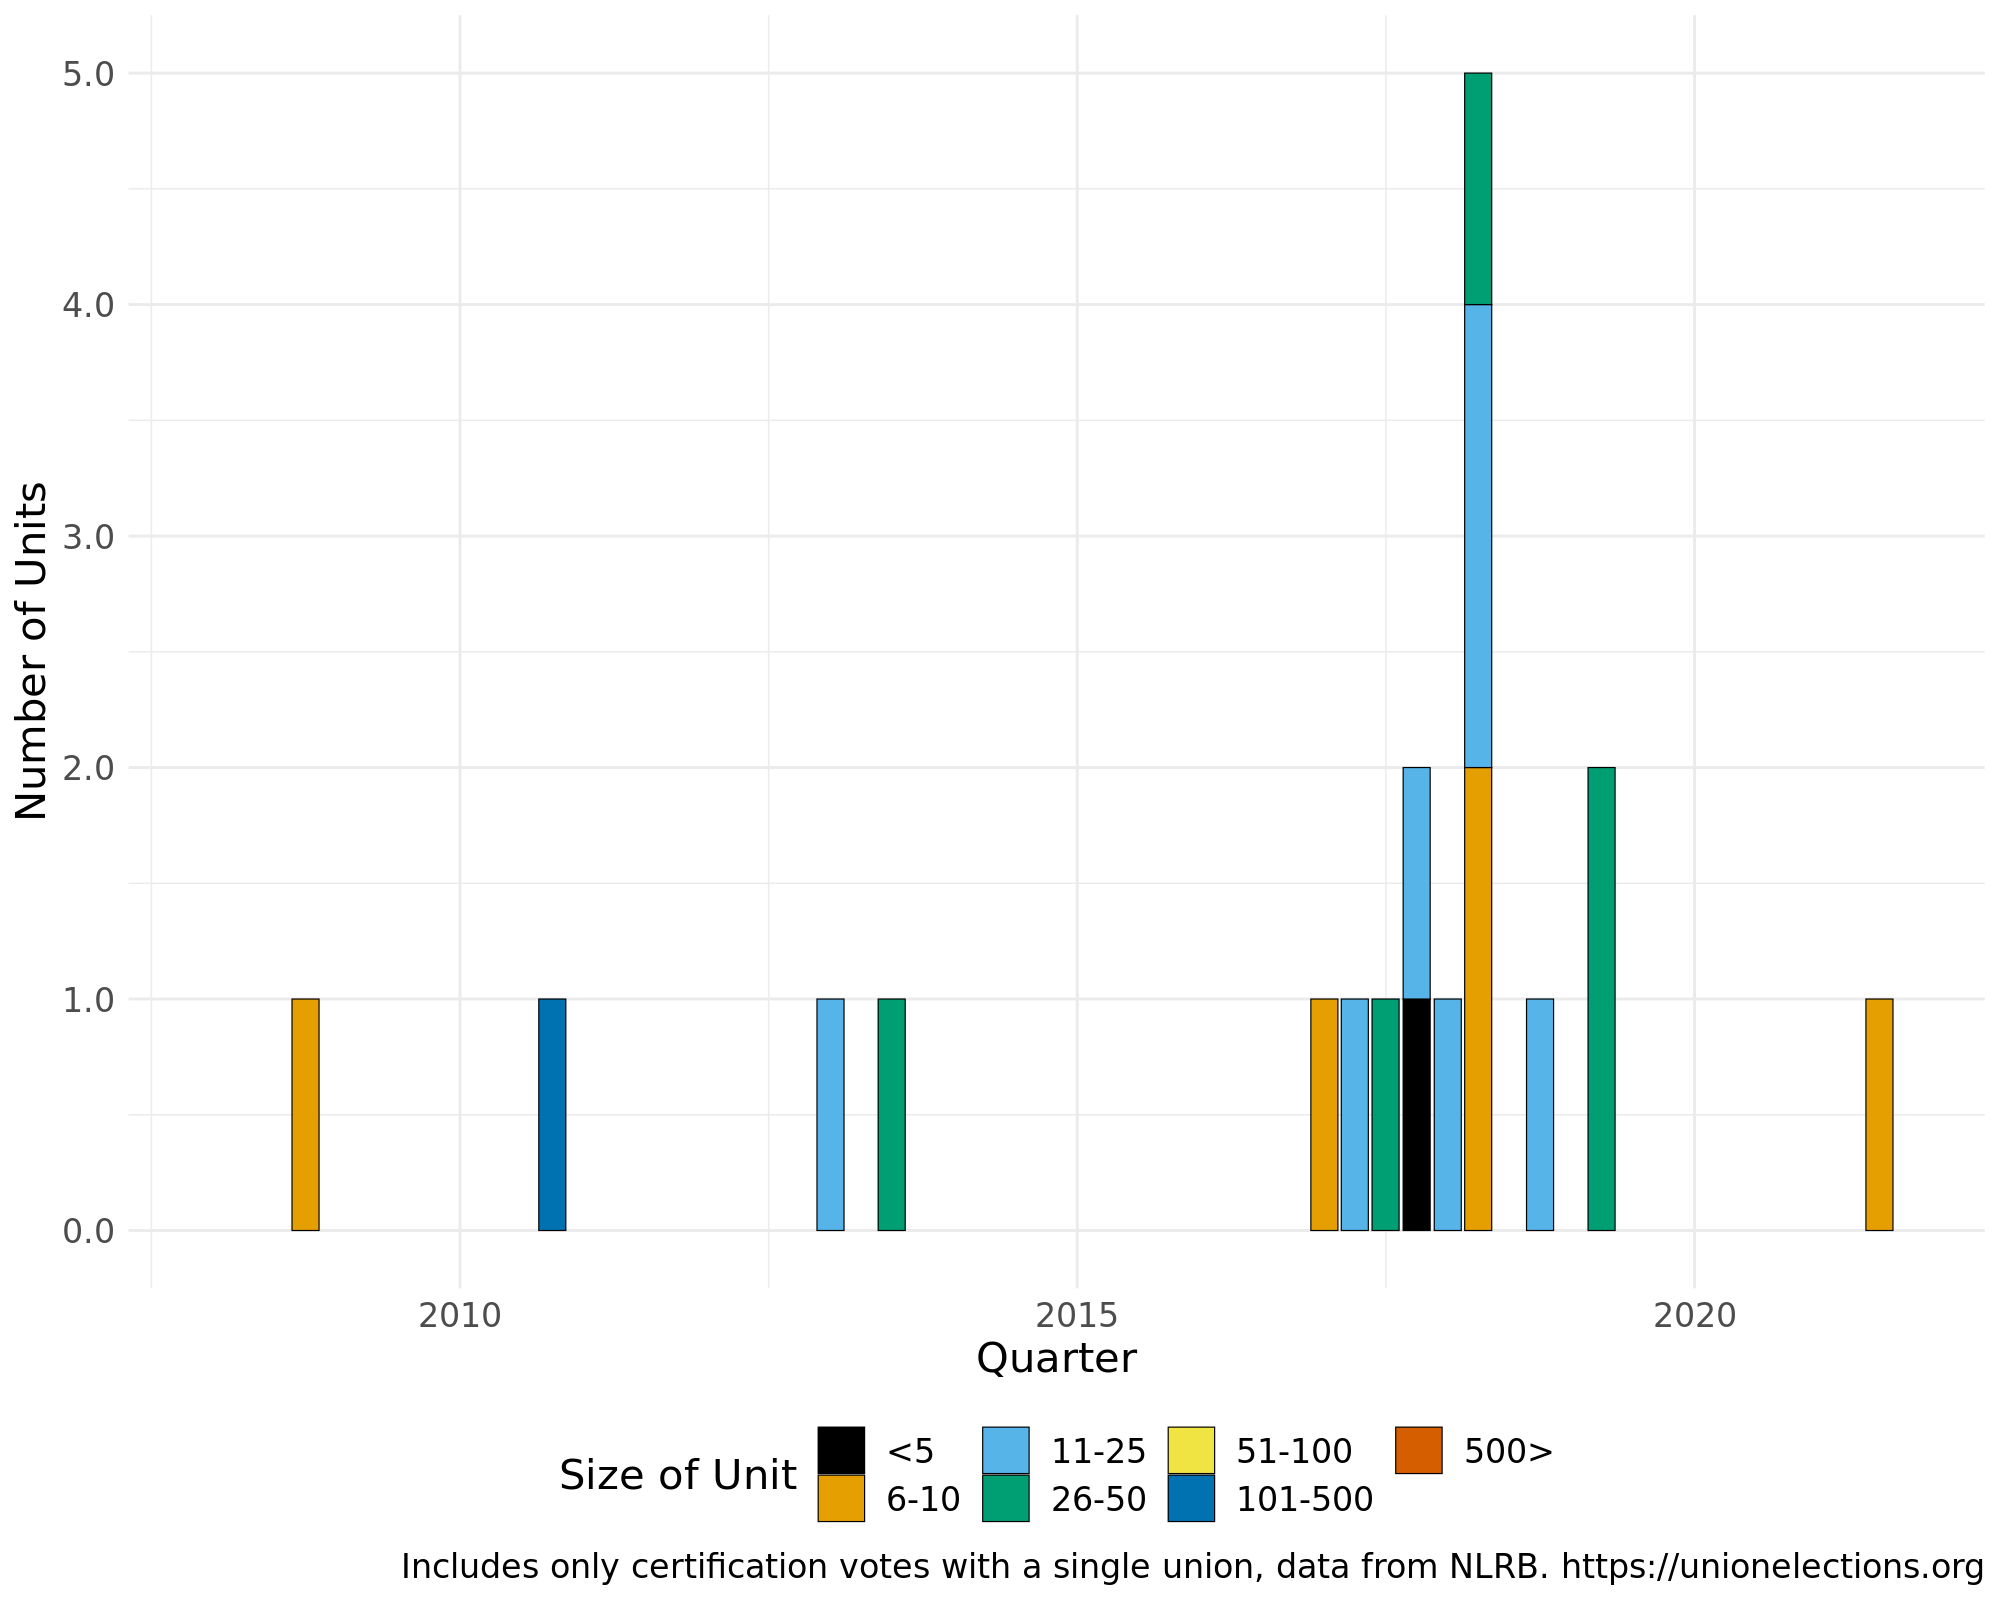 5.0
4.0
3.0
2.0
1.0
0.0
Number of Units
2010 2015 2020
Quarter
Size of Unit
<5 11-25 51-100 500>
6-10 26-50 101-500
Includes only certification votes with a single union, data from NLRB. https://unionelections.org